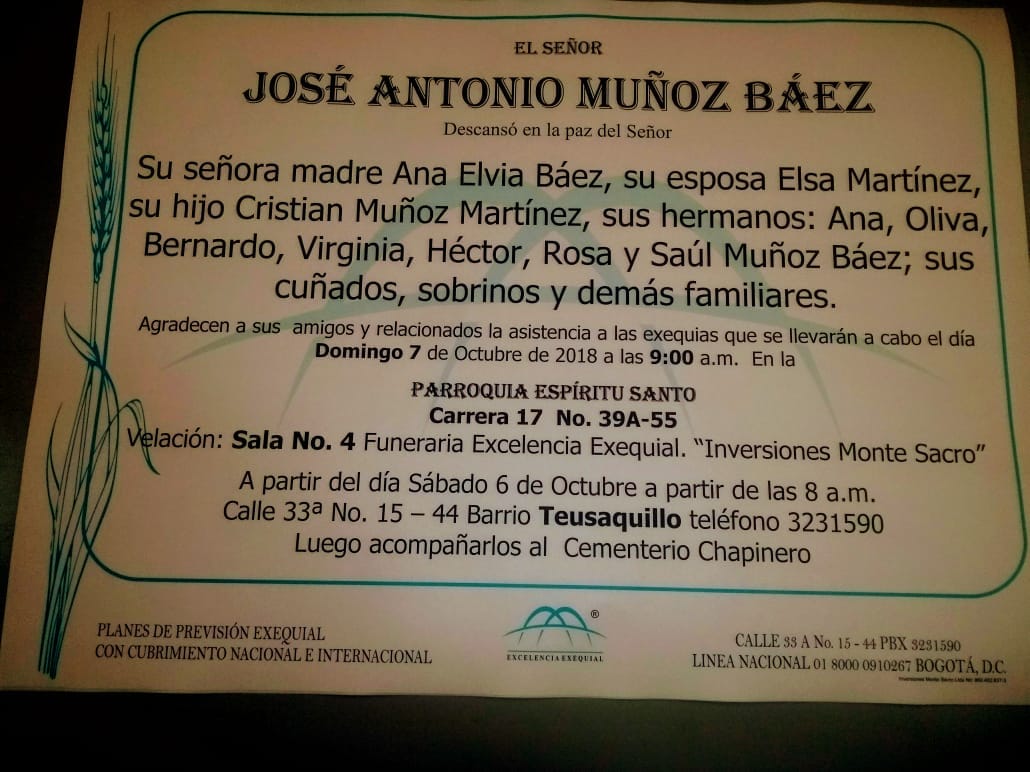 EL SEÑOR
JOSÉ ANTONIO MUÑOZ BÁEZ
Descansó en la paz del Señor
Su señora madre Ana Elvia Báez, su esposa Elsa Martínez,
su hijo Cristian Muñoz Martínez, sus hermanos: Ana, Oliva,
Bernardo, Virginia, Héctor, Rosa y Saúl Muñoz Báez; sus
cuñados, sobrinos y demás familiares.
Agradecen a sus amigos y relacionados la asistencia a las exequias que se llevarán a cabo el día
Domingo 7 de Octubre de 2018 a las 9:00 a.m. En la
PARROQUIA ESPÍRITU SANTO
Carrera 17 No. 39A-55
Velación: Sala No. 4 Funeraria Excelencia Exequial. “Inversiones Monte Sacro”
A partir del día Sábado 6 de Octubre a partir de las 8 a.m.
Calle 33ª No. 15 – 44 Barrio Teusaquillo teléfono 3231590
Luego acompañarlos al Cementerio Chapinero
PLANES DE PREVISIÓN EXEQUIAL
CON CUBRIMIENTO NACIONAL E INTERNACIONAL
®
EXCELENCIA EXEQUIAL
CALLE 33 A No. 15 - 44 PBX 3231590
LINEA NACIONAL 01 8000 0910267 BOGOTÁ, D.C.
Inversiones Monte Sacro Ltda Nit: